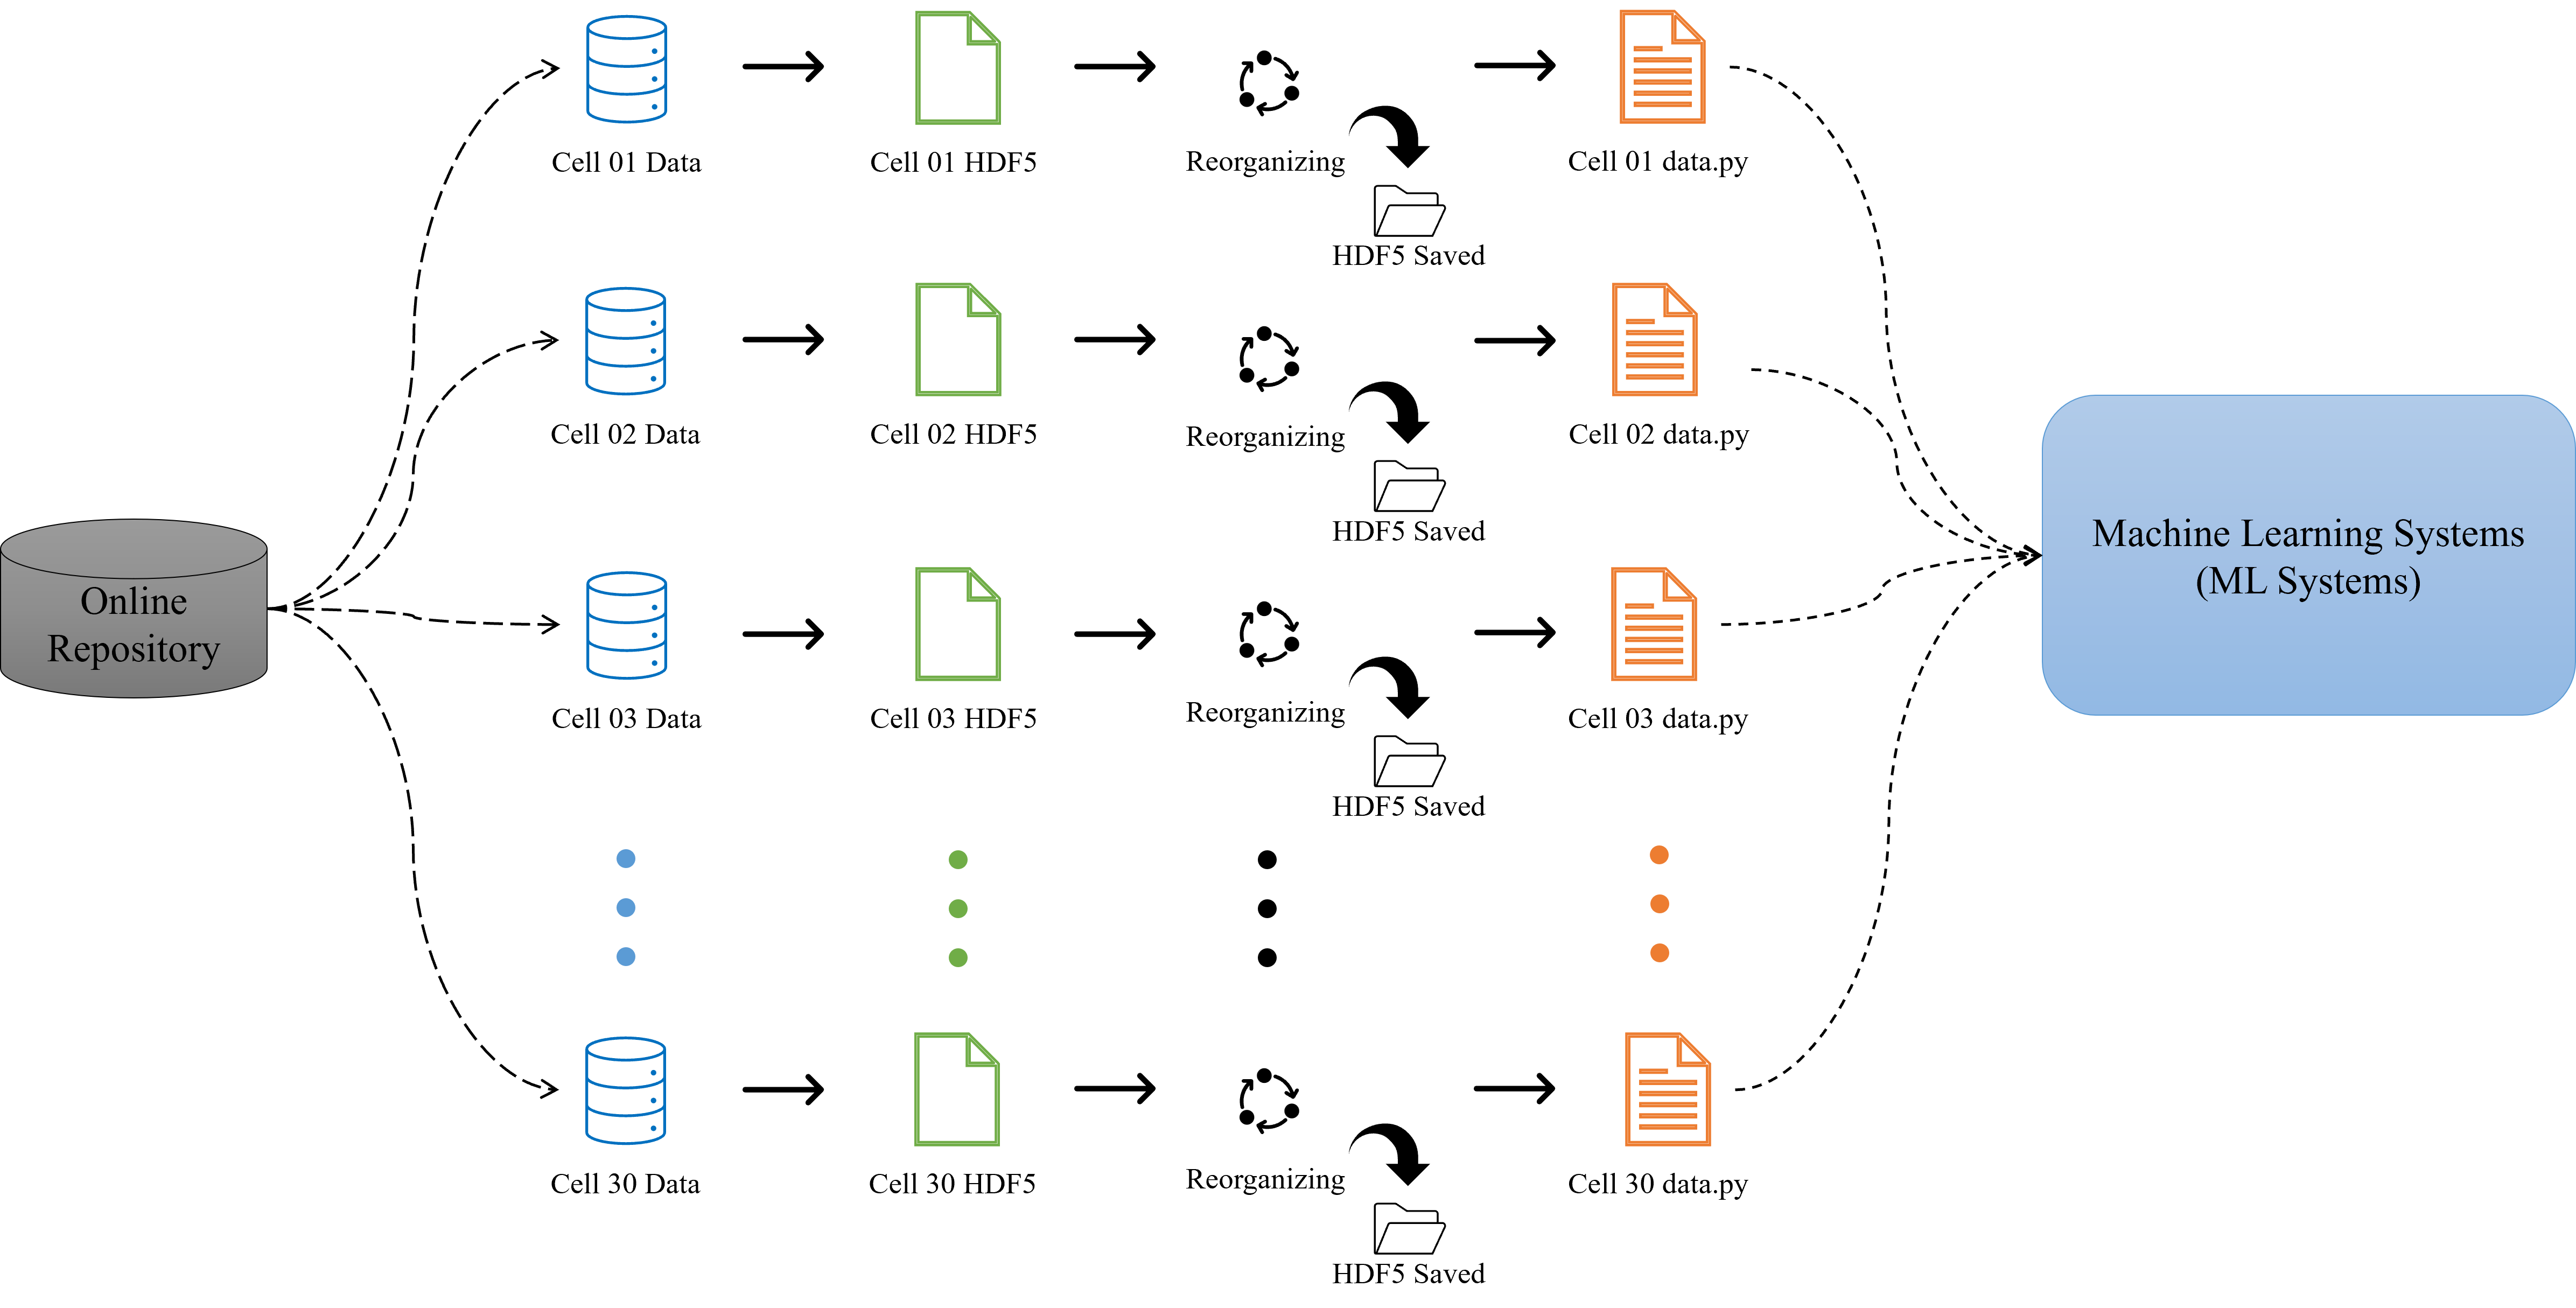 Cell 01 Data
Cell 01 HDF5
Reorganizing
Cell 01 data.py
HDF5 Saved
Cell 02 Data
Cell 02 HDF5
Reorganizing
Cell 02 data.py
HDF5 Saved
Online
Repository
Machine Learning Systems
(ML Systems)
Cell 03 Data
Cell 03 HDF5
Reorganizing
Cell 03 data.py
HDF5 Saved
Cell 30 Data
Cell 30 HDF5
Reorganizing
Cell 30 data.py
HDF5 Saved